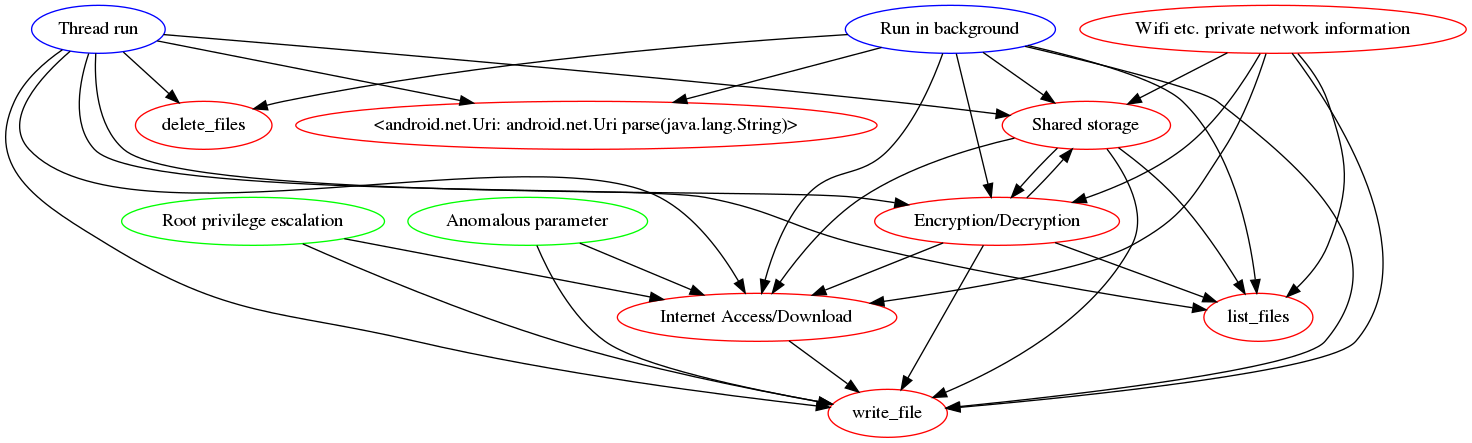 Thread run
Run in background
Wifi etc. private network information
delete_files
<android.net.Uri: android.net.Uri parse(java.lang.String)>
Shared storage
Root privilege escalation
Anomalous parameter
Encryption/Decryption
Internet Access/Download
list_files
write_file